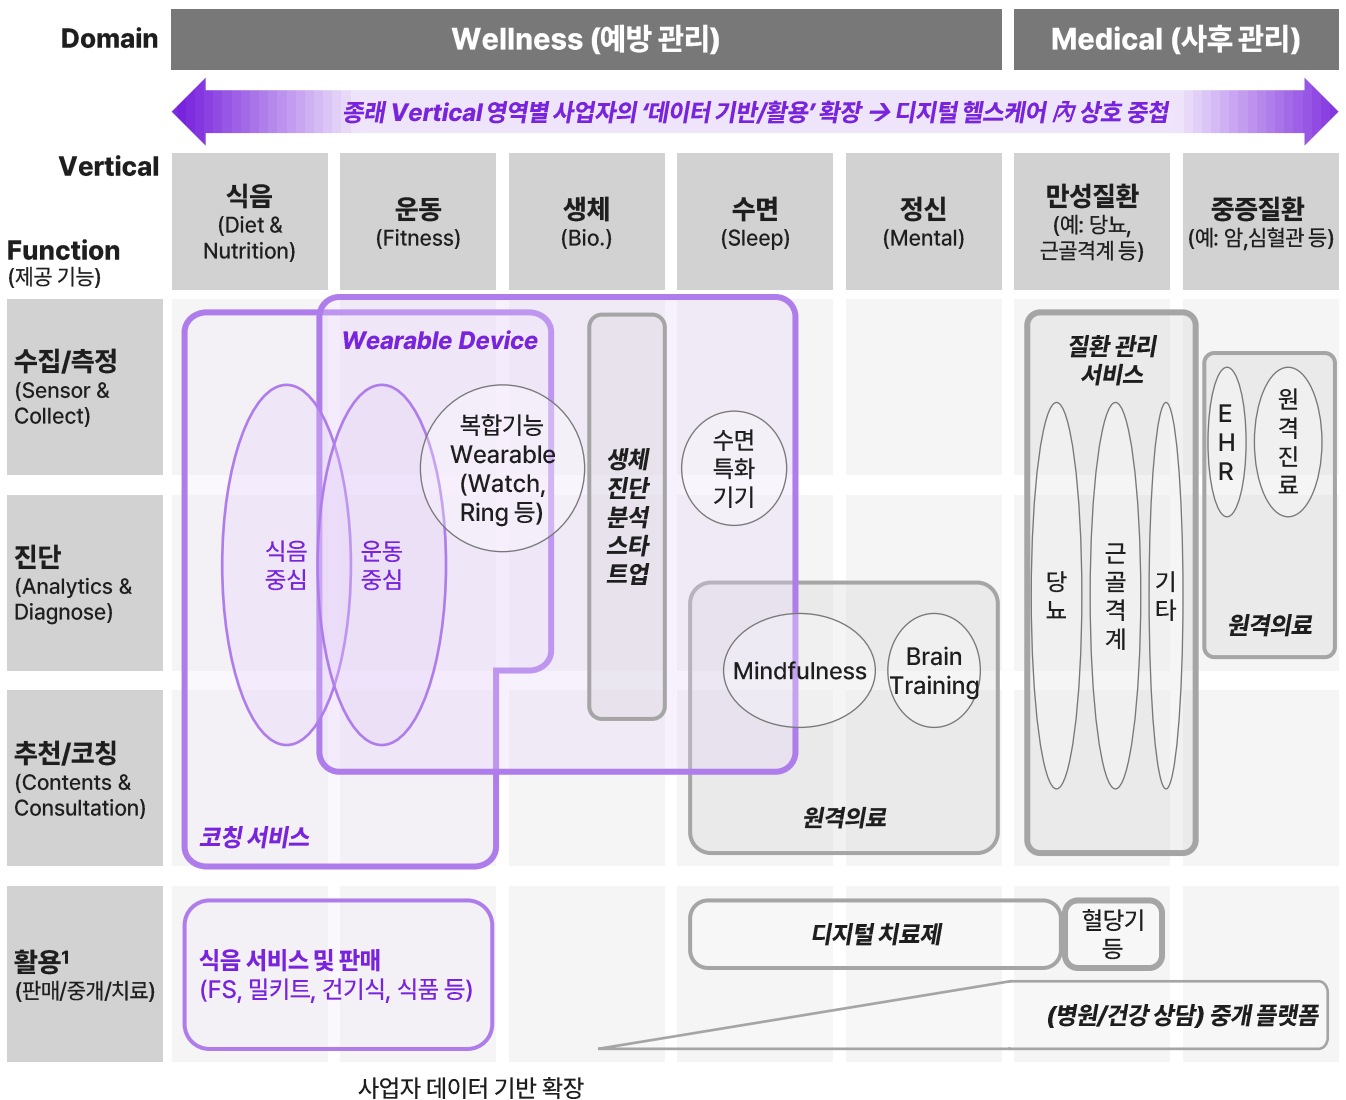 Domain
Wellness (예방 관리)
Medical (사후 관리)
종래 Vertical 영역별 사업자의 ‘데이터 기반/활용’ 확장 → 디지털 헬스케어 內 상호 중첩
Vertical
식음
(Diet &
Nutrition)
운동
(Fitness)
생체
(Bio.)
수면
(Sleep)
정신
(Mental)
만성질환
(예: 당뇨,
근골격계 등)
중증질환
(예: 암,심혈관 등)
Function
(제공 기능)
수집/측정
(Sensor &
Collect)
진단
(Analytics &
Diagnose)
추천/코칭
(Contents &
Consultation)
활용¹
(판매/중개/치료)
Wearable Device
식음
중심
운동
중심
복합기능
Wearable
(Watch,
Ring 등)
생체
진단
분석
스타
트업
수면
특화
기기
Mindfulness
Brain
Training
원격의료
코칭 서비스
질환 관리
서비스
당
뇨
근
골
격
계
기
타
E
H
R
원
격
진
료
원격의료
식음 서비스 및 판매
(FS, 밀키트, 건기식, 식품 등)
디지털 치료제
혈당기
등
(병원/건강 상담) 중개 플랫폼
사업자 데이터 기반 확장